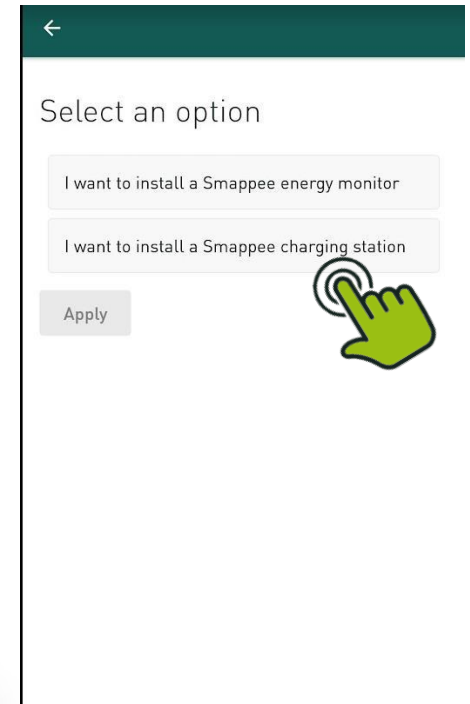 Select an option
I want to install a Smappee energy monitor
I want to install a Smappee charging station
Apply